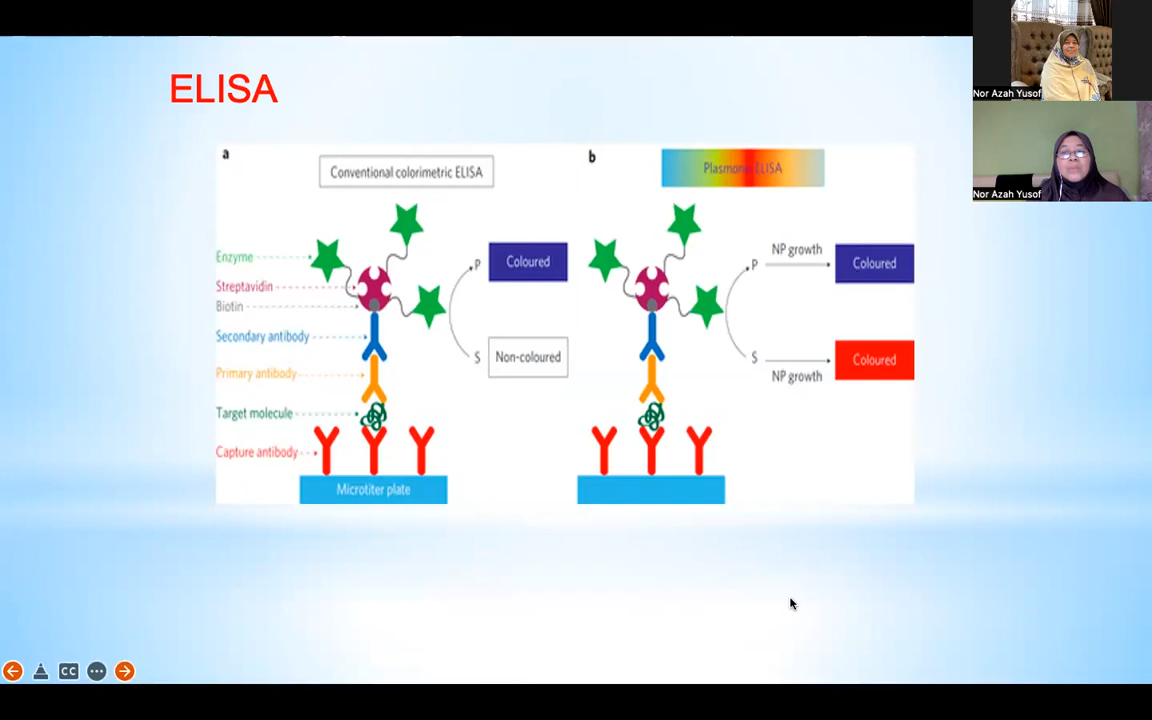 ELISA
a
Conventional colorimetric ELISA
Enzyme
Streptavidin
Biotin
Secondary antibody
Primary antibody
Target molecule
Capture antibody
Microtiter plate
P
Coloured
S
Non-coloured
b
Plasmonic ELISA
P
NP growth
Coloured
S
NP growth
Coloured
Nor Azah Yusof
Nor Azah Yusof
CC